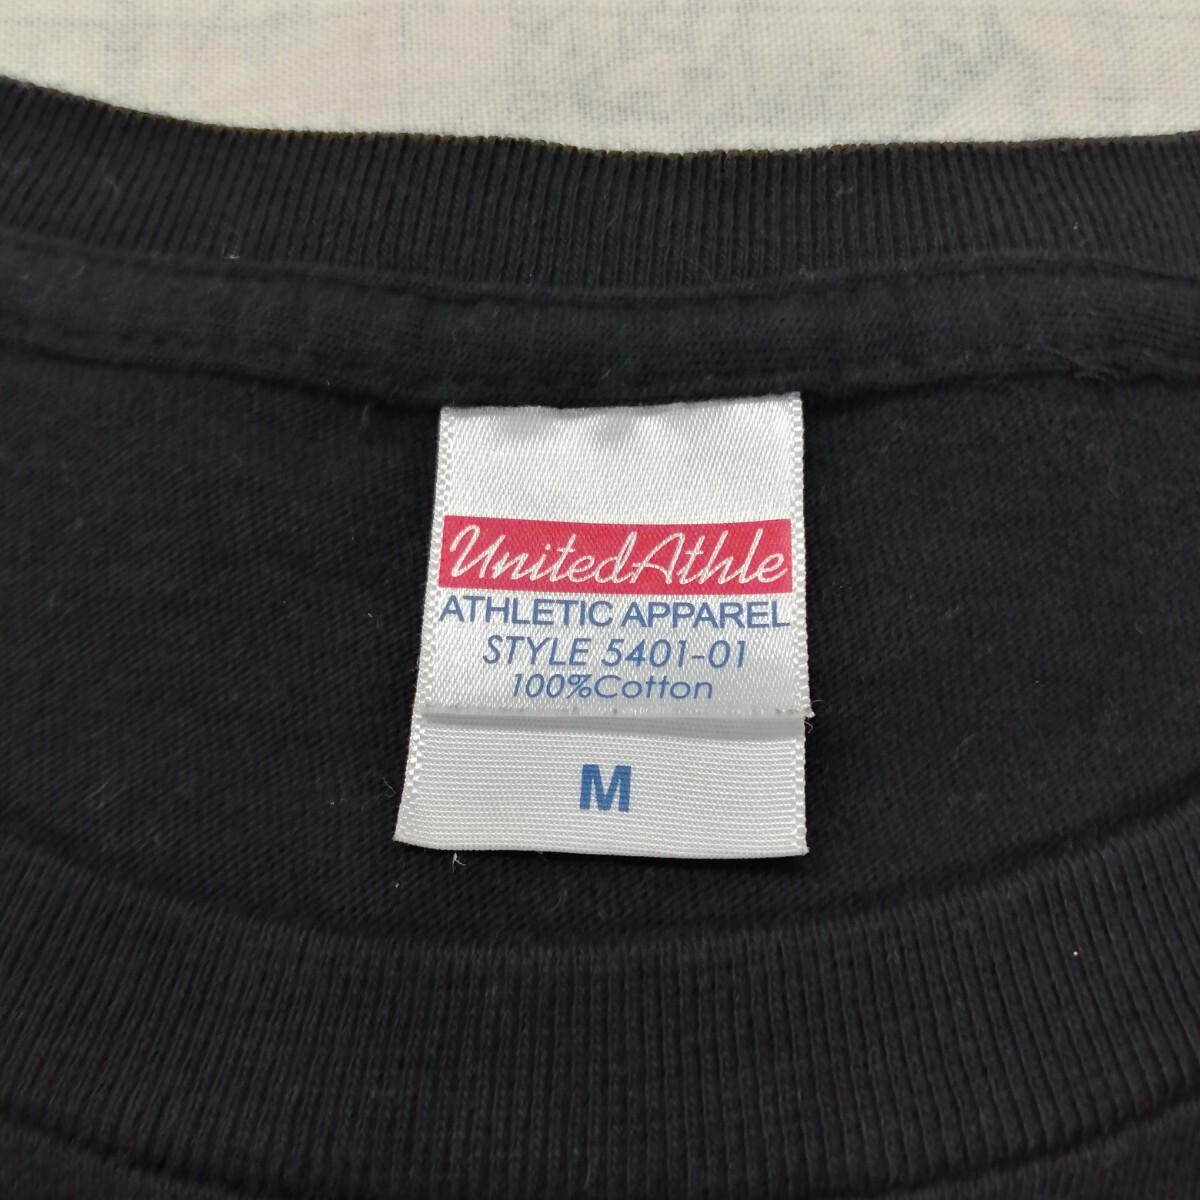 UnitedAthle
ATHLETIC APPAREL
STYLE 5401-01
100%Cotton
M